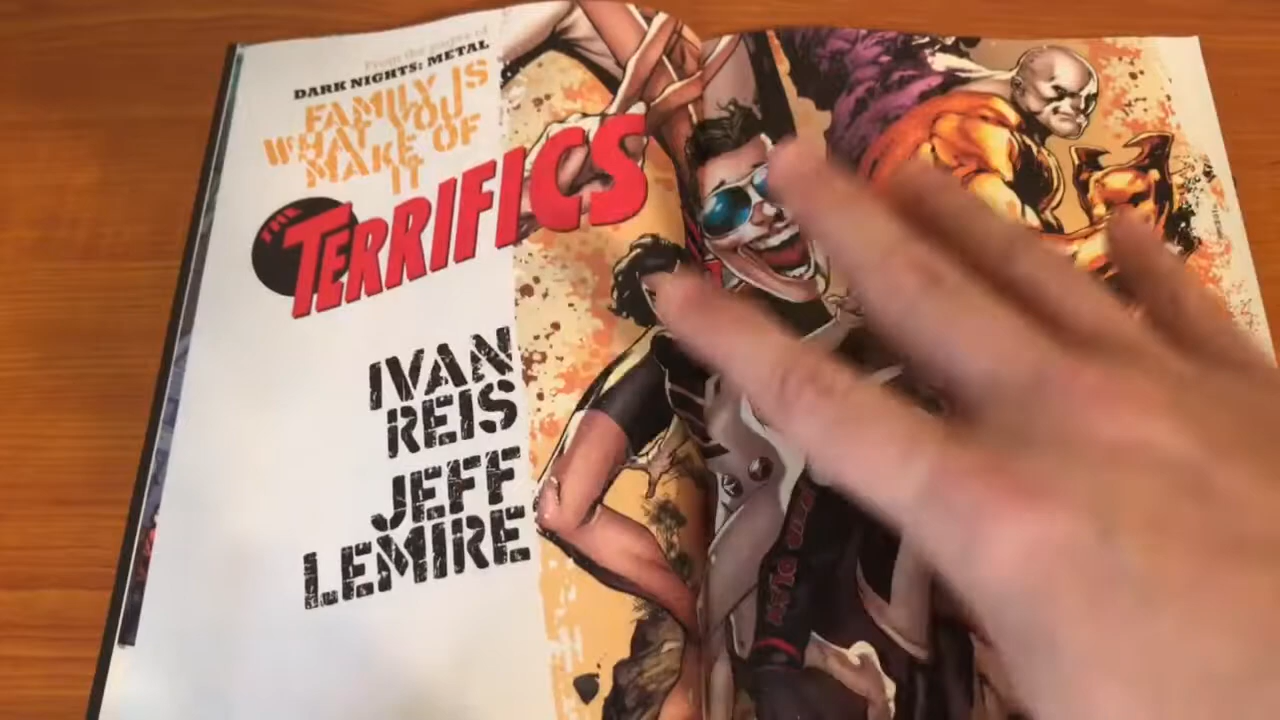 From the pages of
DARK NIGHTS: METAL
FAMILY IS
WHAT YOU
MAKE OF
IT
THE
TERRIFICS
IVAN
REIS
JEFF
LEMIRE